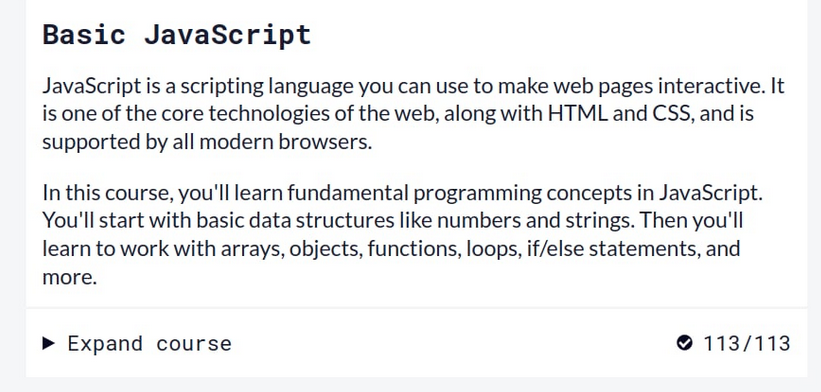 Basic JavaScript
JavaScript is a scripting language you can use to make web pages interactive. It
is one of the core technologies of the web, along with HTML and CSS, and is
supported by all modern browsers.
In this course, you'll learn fundamental programming concepts in JavaScript.
You'll start with basic data structures like numbers and strings. Then you'll
learn to work with arrays, objects, functions, loops, if/else statements, and
more.
Expand course 113/113